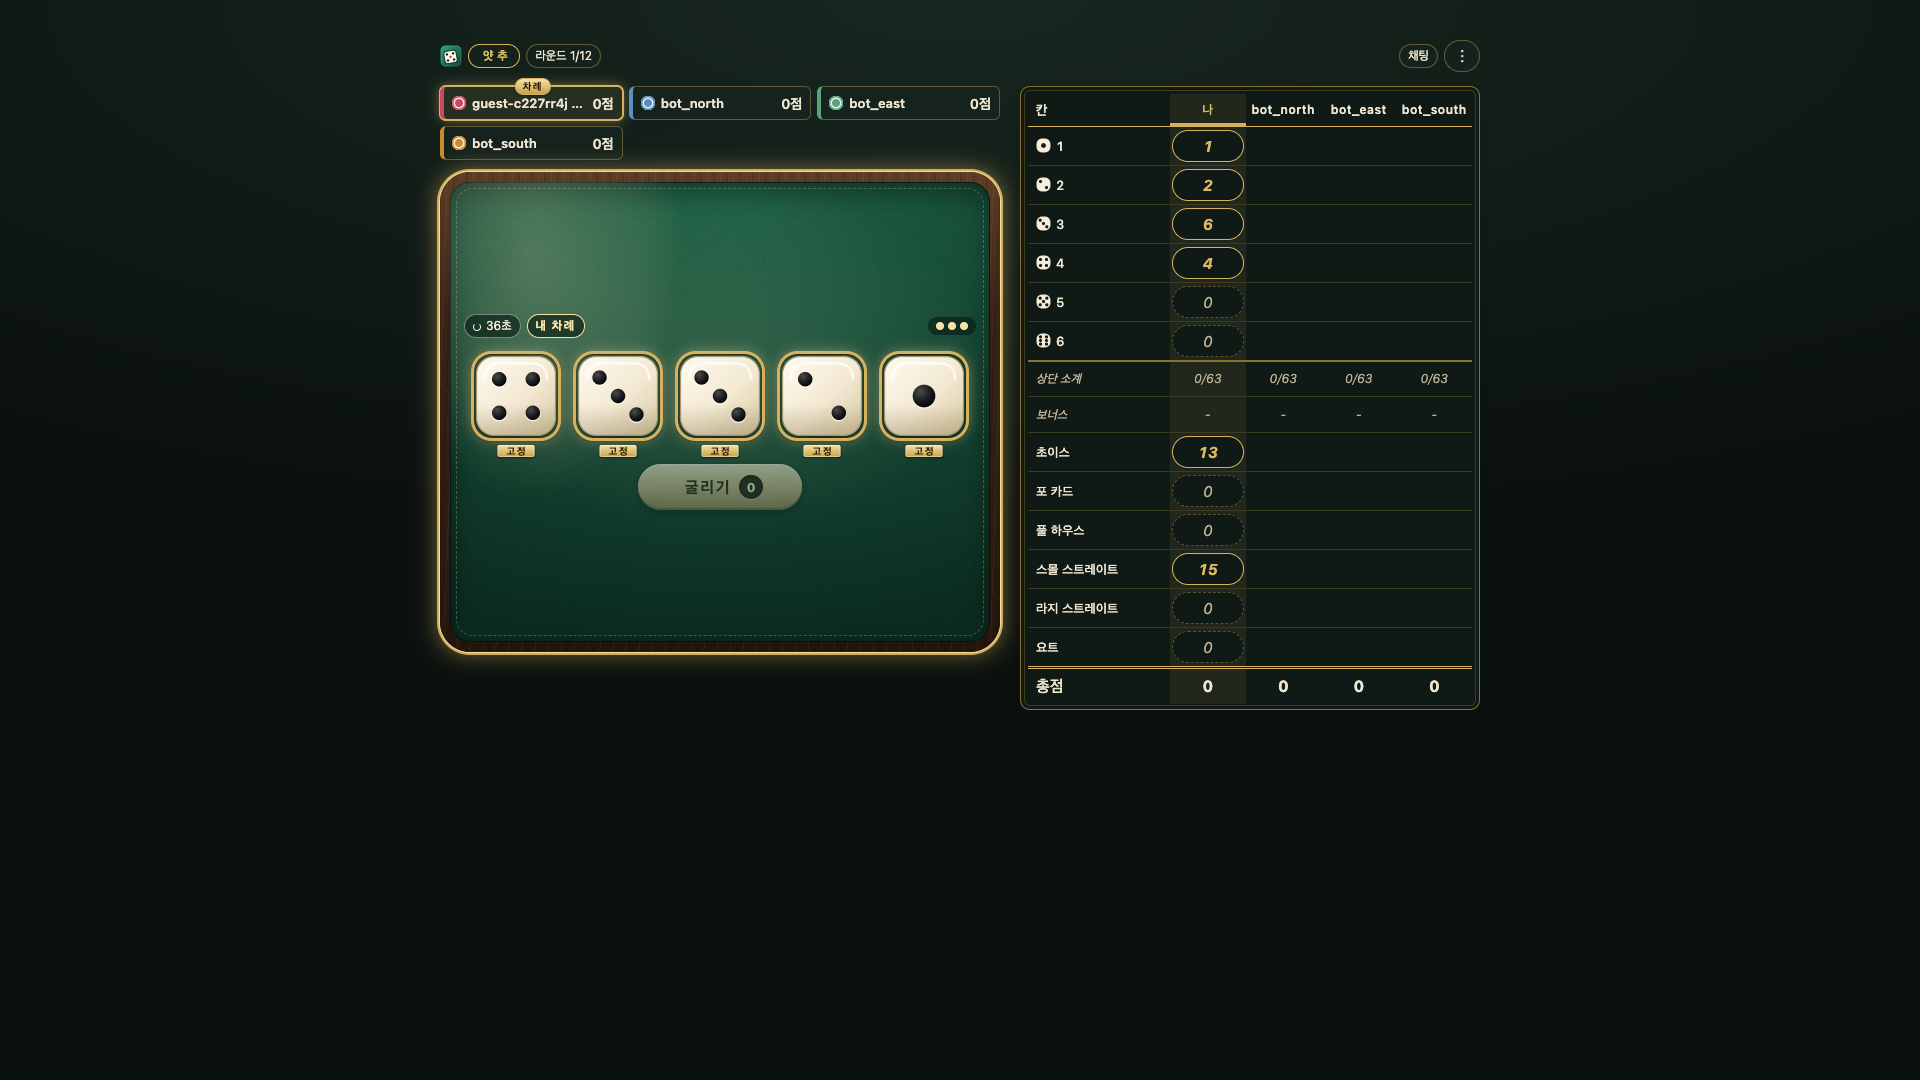 얏추 라운드 1/12 채팅
차례
guest-c227rr4j ... 0점 bot_north 0점 bot_east 0점
bot_south 0점
36초 내 차례
고정 고정 고정 고정 고정
굴리기 0
칸 나 bot_north bot_east bot_south
1 1
2 2
3 6
4 4
5 0
6 0
상단 소계 0/63 0/63 0/63 0/63
보너스 - - - -
초이스 13
포 카드 0
풀 하우스 0
스몰 스트레이트 15
라지 스트레이트 0
요트 0
총점 0 0 0 0